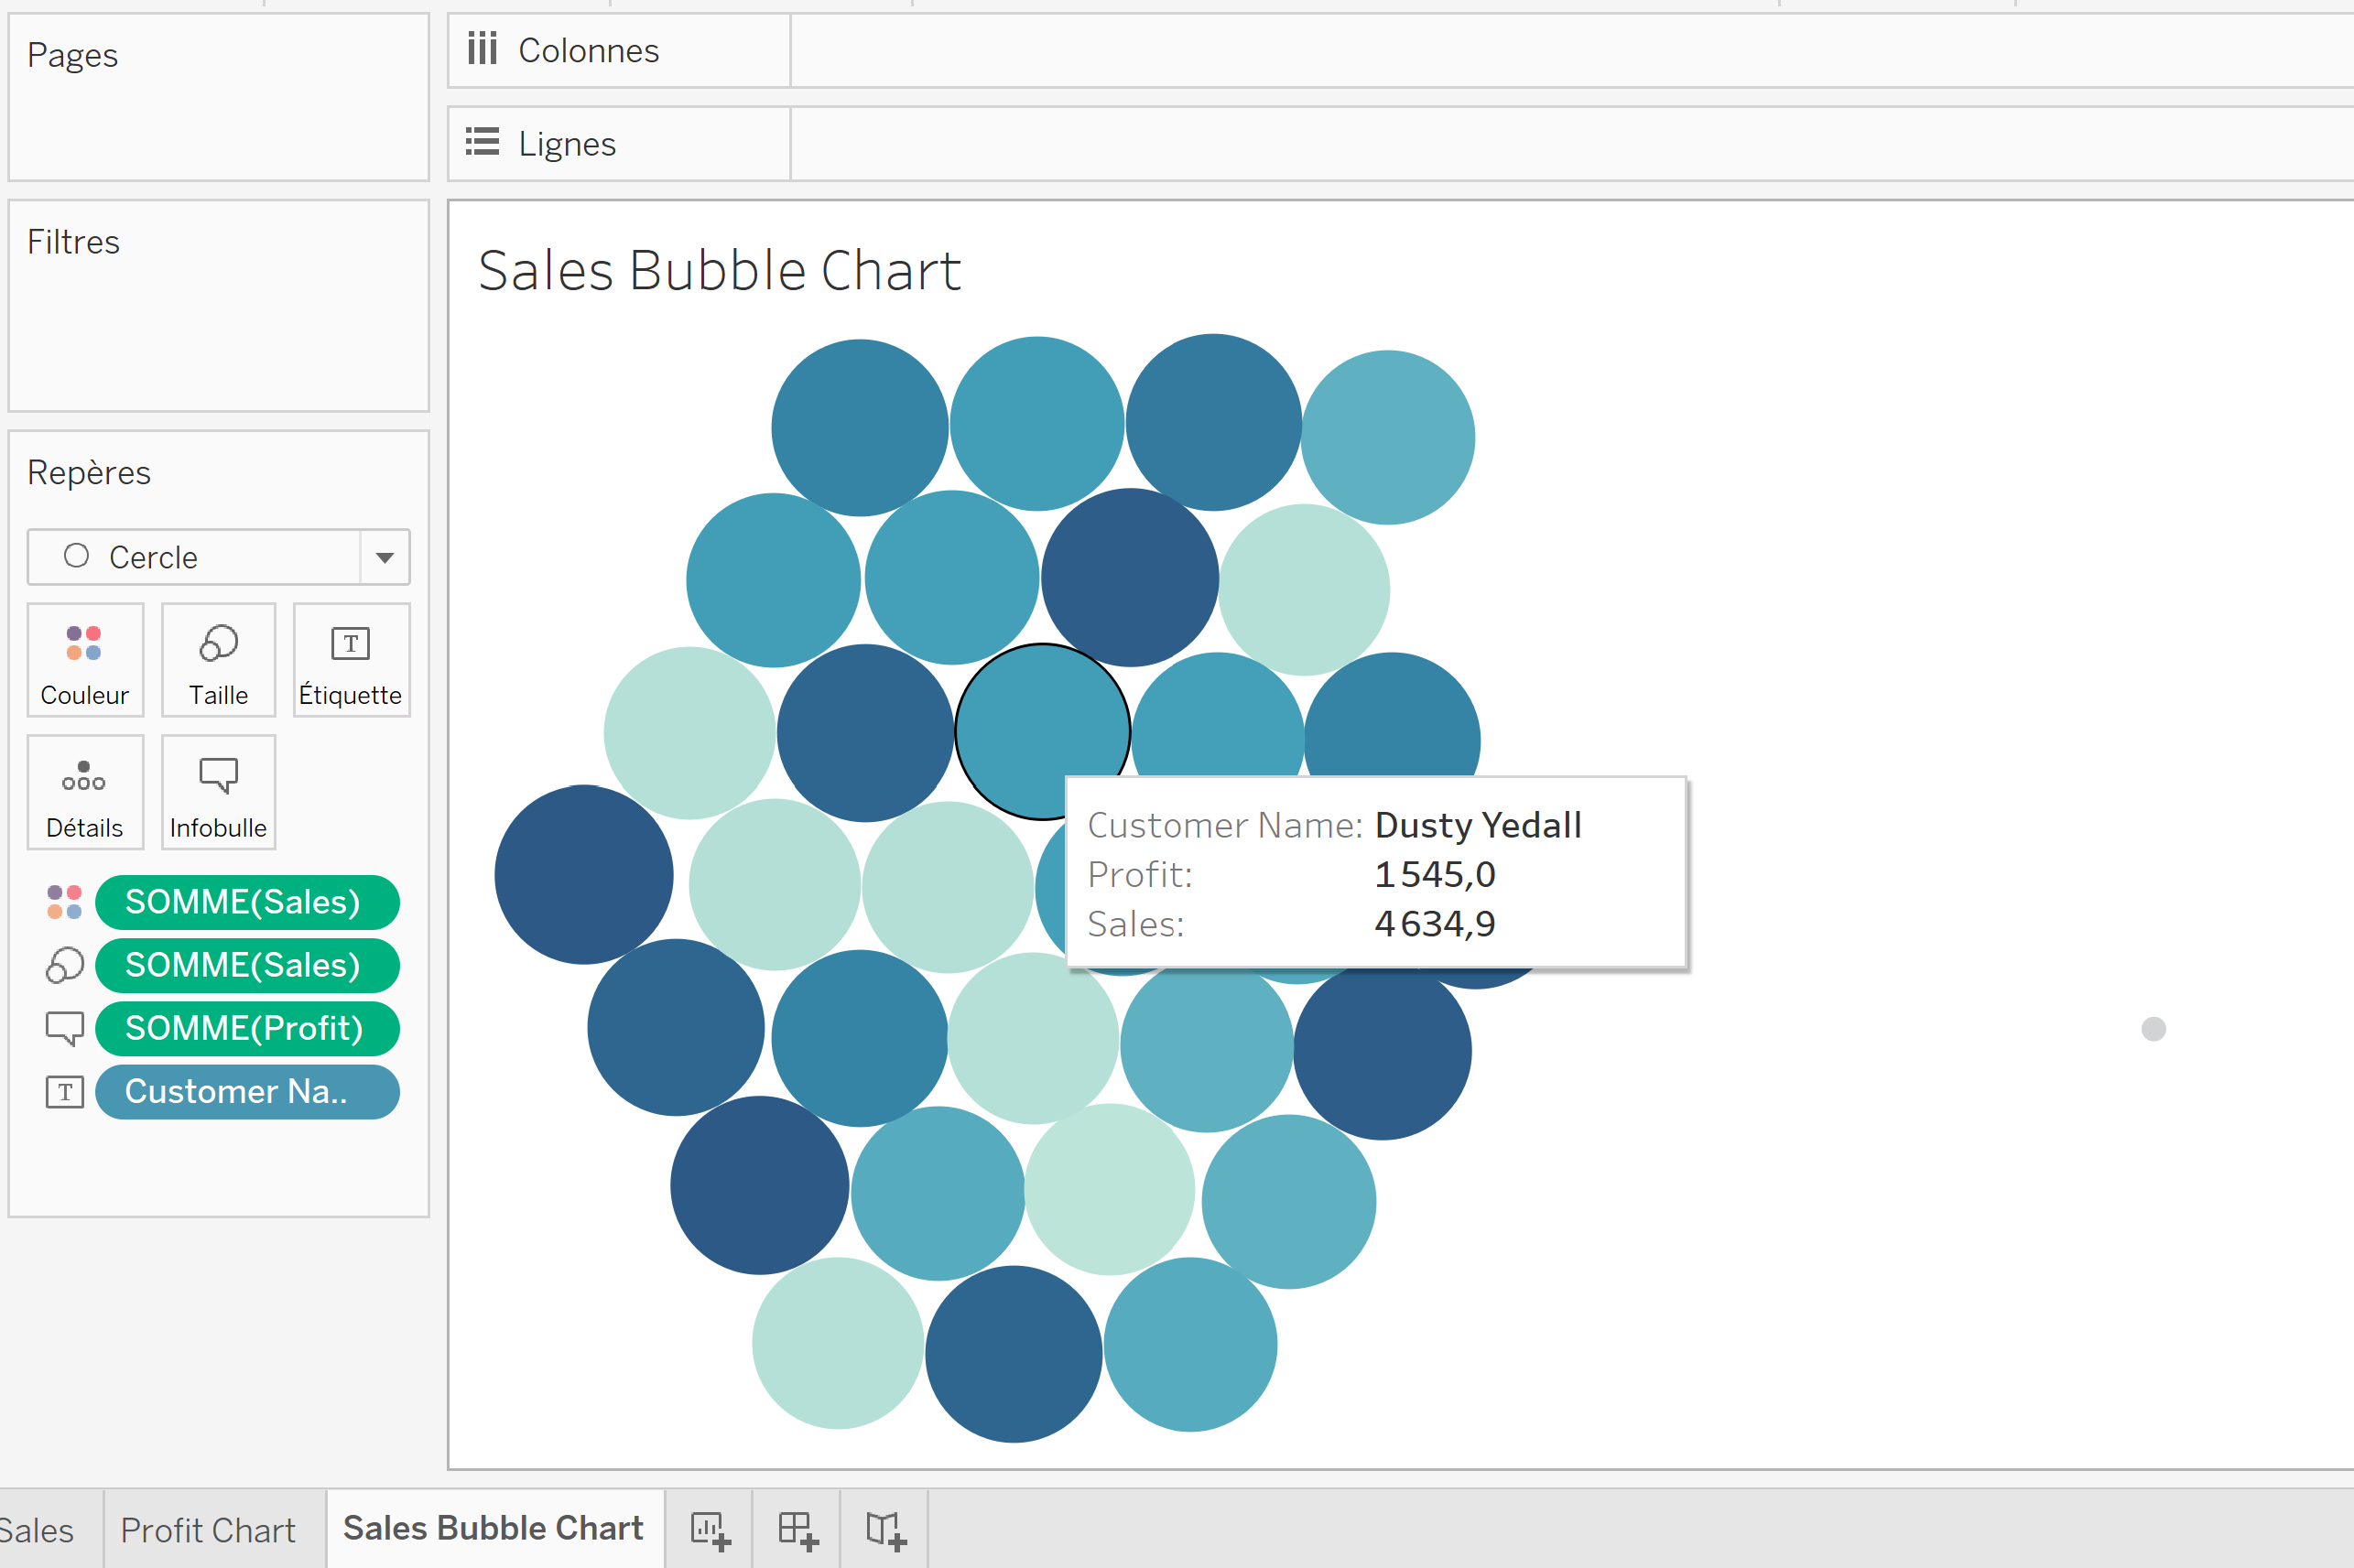 Pages
Colonnes
Lignes
Filtres
Sales Bubble Chart
Repères
Cercle
Couleur
Taille
T
Étiquette
Détails
Infobulle
SOMME(Sales)
SOMME(Sales)
SOMME(Profit)
T
Customer Na..
Customer Name: Dusty Yedall
Profit: 1 545,0
Sales: 4 634,9
Sales
Profit Chart
Sales Bubble Chart